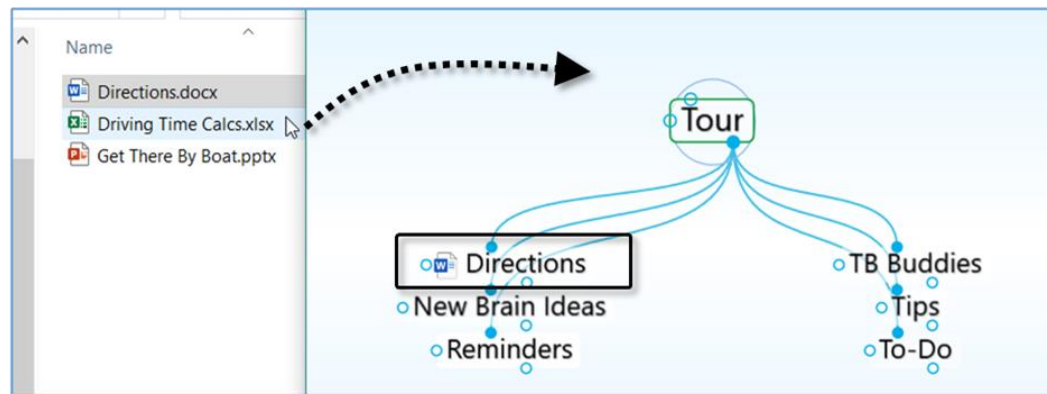 Name
Directions.docx
Driving Time Calcs.xlsx
Get There By Boat.pptx
Tour
Directions
New Brain Ideas
Reminders
TB Buddies
Tips
To-Do